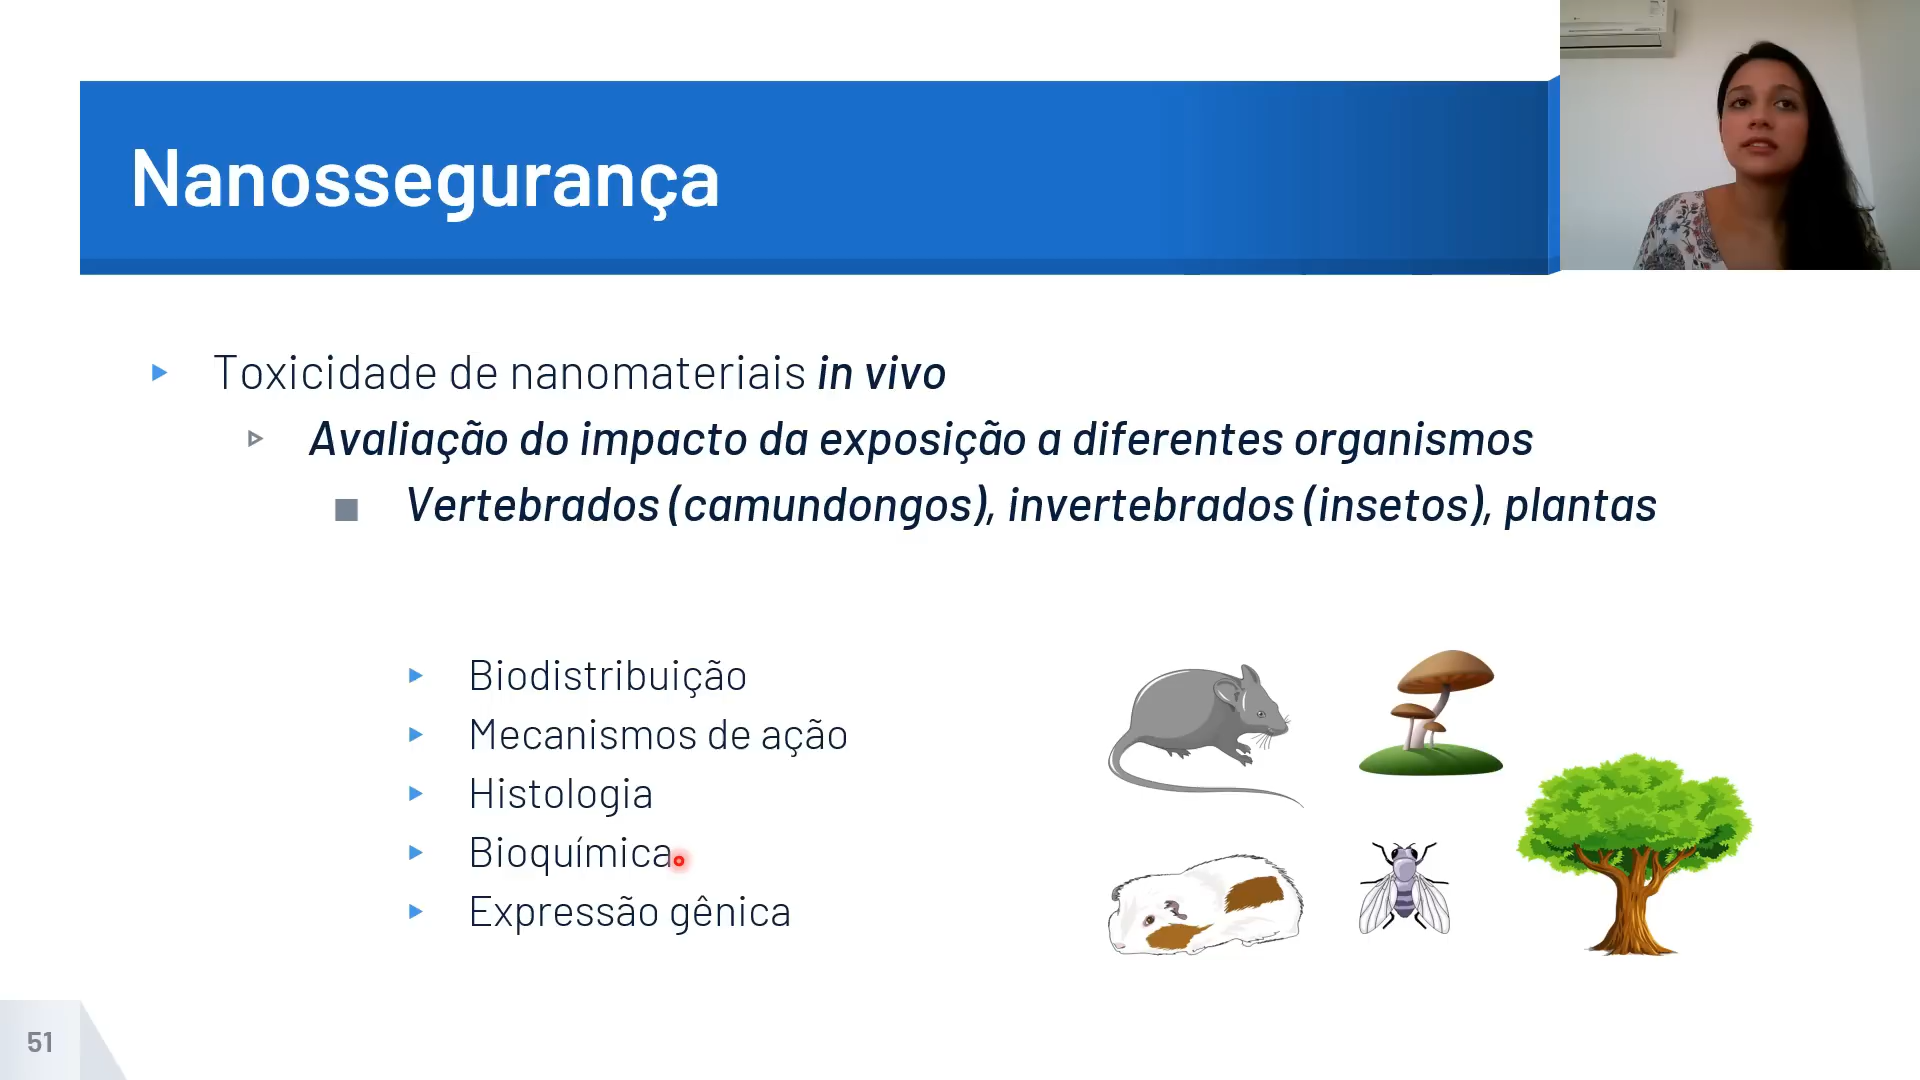 Nanossegurança
Toxicidade de nanomateriais in vivo
Avaliação do impacto da exposição a diferentes organismos
Vertebrados (camundongos), invertebrados (insetos), plantas
Biodistribuição
Mecanismos de ação
Histologia
Bioquímica
Expressão gênica
51